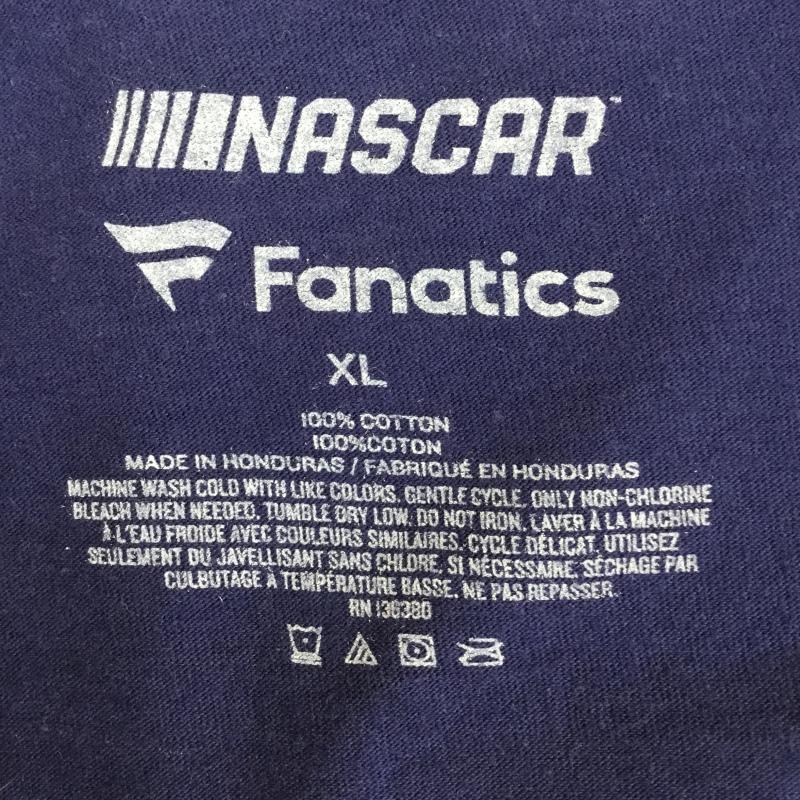 NASCAR™
Fanatics
XL
100% COTTON
100%COTON
MADE IN HONDURAS / FABRIQUÉ EN HONDURAS
MACHINE WASH COLD WITH LIKE COLORS. GENTLE CYCLE. ONLY NON-CHLORINE
BLEACH WHEN NEEDED. TUMBLE DRY LOW. DO NOT IRON. LAVER À LA MACHINE
À L'EAU FROIDE AVEC COULEURS SIMILAIRES. CYCLE DÉLICAT. UTILISEZ
SEULEMENT DU JAVELLISANT SANS CHLORE, SI NÉCESSAIRE. SÉCHAGE PAR
CULBUTAGE À TEMPÉRATURE BASSE. NE PAS REPASSER.
RN 136380